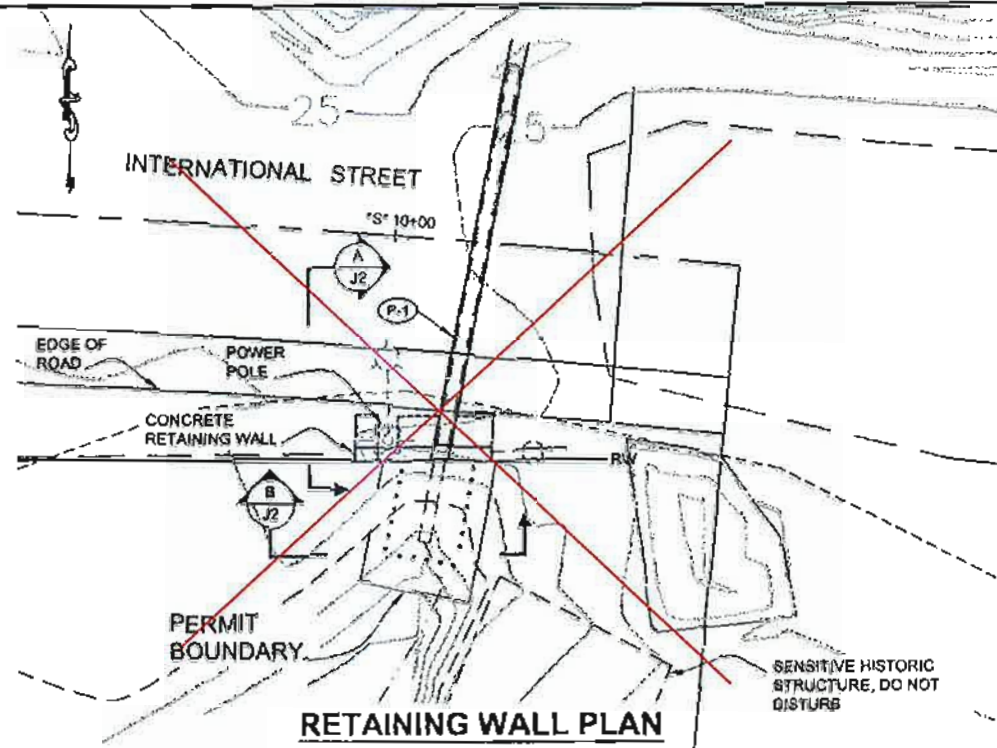 25
5
INTERNATIONAL STREET
"S" 10+00
A
J2
P-1
EDGE OF
ROAD
POWER
POLE
CONCRETE
RETAINING WALL
B
J2
PERMIT
BOUNDARY
SENSITIVE HISTORIC
STRUCTURE, DO NOT
DISTURB
RETAINING WALL PLAN